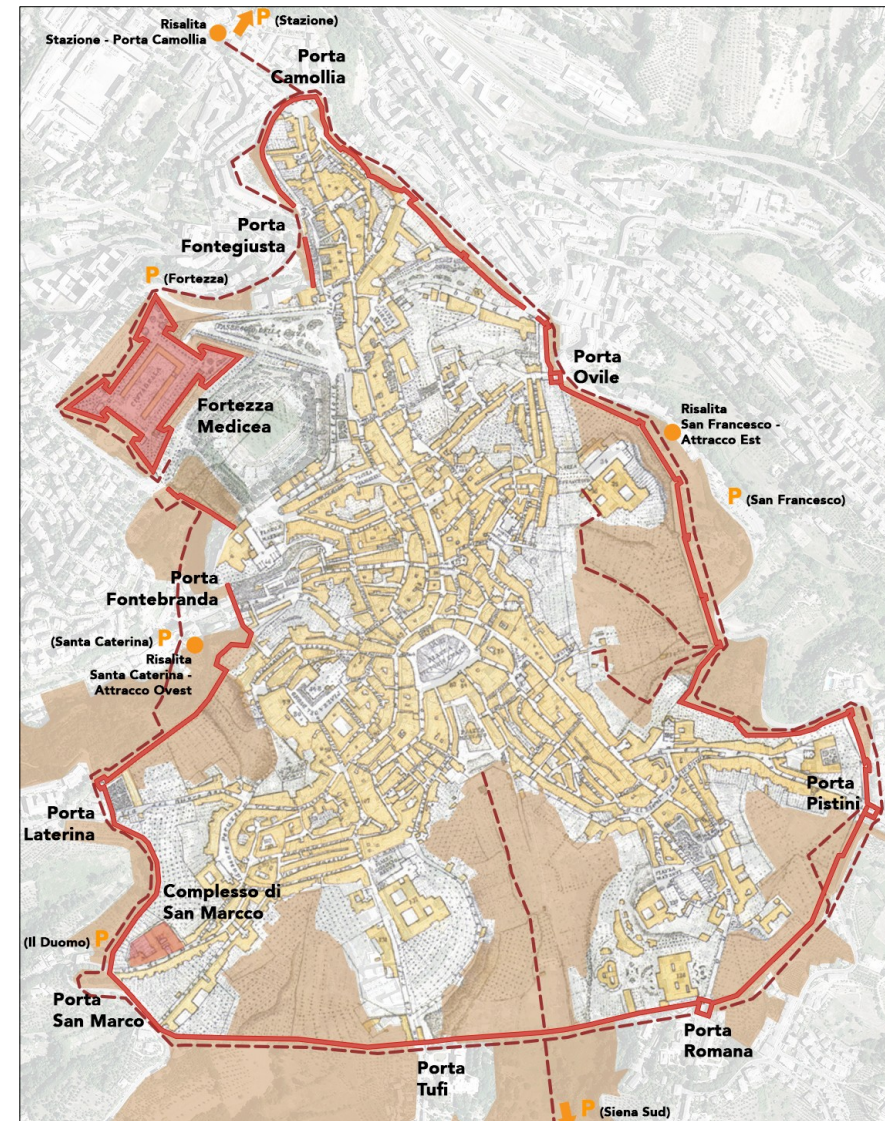 Risalita
Stazione - Porta Camollia
P (Stazione)
Porta
Camollia
Porta
Fontegiusta
P (Fortezza)
Porta
Ovile
Fortezza
Medicea
Risalita
San Francesco -
Attracco Est
P (San Francesco)
Porta
Fontebranda
(Santa Caterina) P
Risalita
Santa Caterina -
Attracco Ovest
Porta
Laterina
Porta
Pistini
Complesso di
San Marcco
(Il Duomo) P
Porta
San Marco
Porta
Romana
Porta
Tufi
P (Siena Sud)